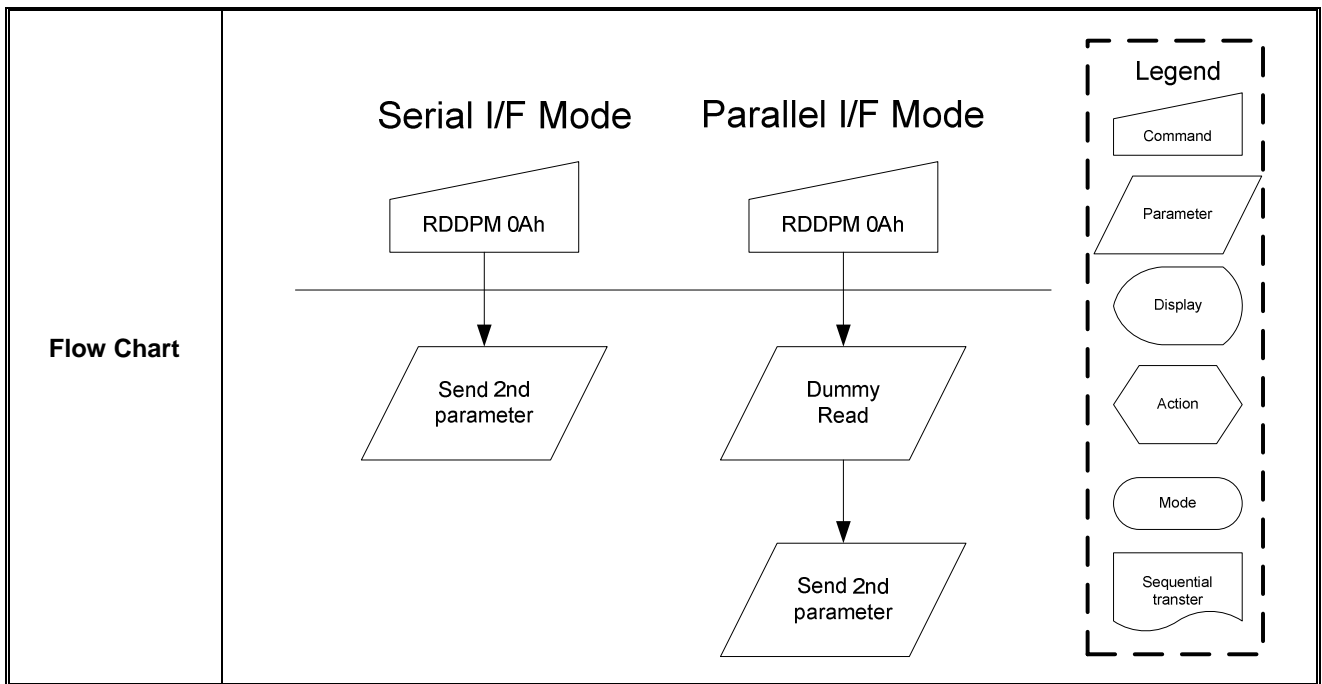 Flow Chart
Serial I/F Mode
RDDPM 0Ah
Send 2nd
parameter
Parallel I/F Mode
RDDPM 0Ah
Dummy
Read
Send 2nd
parameter
Legend
Command
Parameter
Display
Action
Mode
Sequential
transter